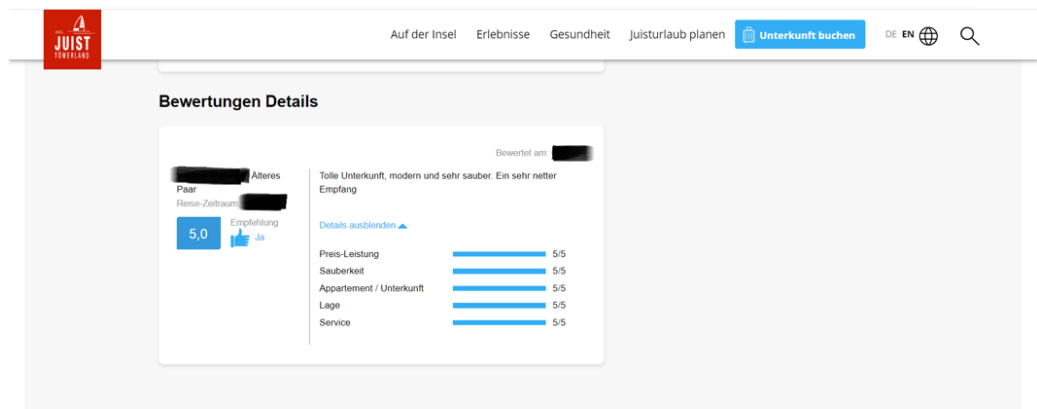 INSEL
JUIST
TÖWERLAND
Auf der Insel Erlebnisse Gesundheit Juisturlaub planen Unterkunft buchen DE EN
Bewertungen Details
Bewertet am:
Älteres
Paar
Reise-Zeitraum:
5,0
Empfehlung
Ja
Tolle Unterkunft, modern und sehr sauber. Ein sehr netter
Empfang
Details ausblenden
Preis-Leistung 5/5
Sauberkeit 5/5
Appartement / Unterkunft 5/5
Lage 5/5
Service 5/5